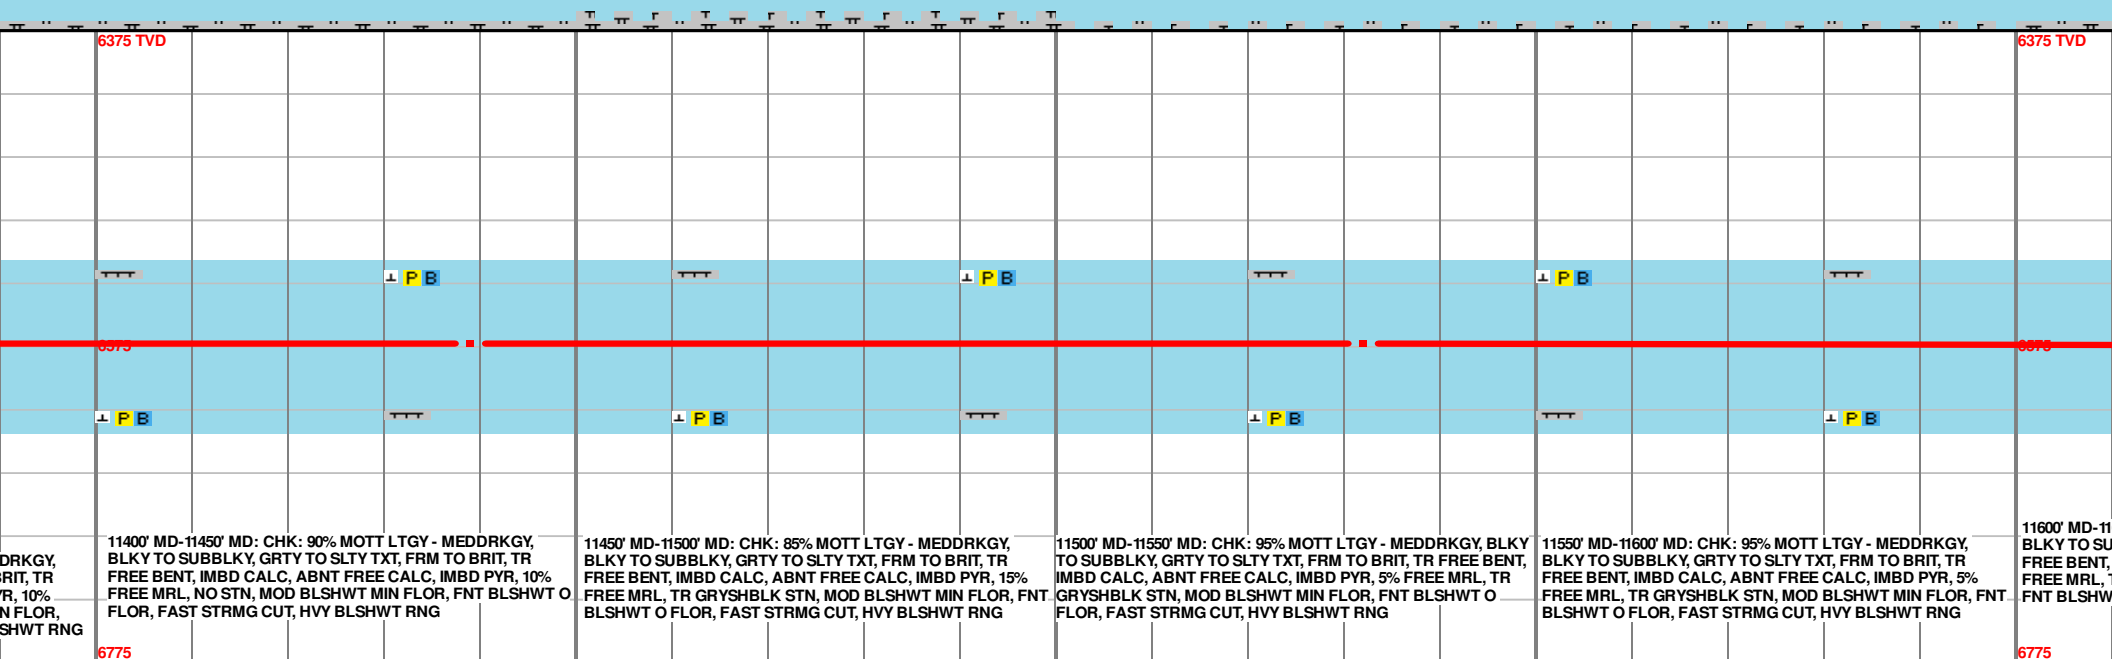 6375 TVD
6375 TVD
P B
P B
P B
6575
6575
P B
P B
P B
P B
DRKGY,
BRIT, TR
YR, 10%
N FLOR,
SHWT RNG
11400' MD-11450' MD: CHK: 90% MOTT LTGY - MEDDRKGY,
BLKY TO SUBBLKY, GRTY TO SLTY TXT, FRM TO BRIT, TR
FREE BENT, IMBD CALC, ABNT FREE CALC, IMBD PYR, 10%
FREE MRL, NO STN, MOD BLSHWT MIN FLOR, FNT BLSHWT O
FLOR, FAST STRMG CUT, HVY BLSHWT RNG
11450' MD-11500' MD: CHK: 85% MOTT LTGY - MEDDRKGY,
BLKY TO SUBBLKY, GRTY TO SLTY TXT, FRM TO BRIT, TR
FREE BENT, IMBD CALC, ABNT FREE CALC, IMBD PYR, 15%
FREE MRL, TR GRYSHBLK STN, MOD BLSHWT MIN FLOR, FNT
BLSHWT O FLOR, FAST STRMG CUT, HVY BLSHWT RNG
11500' MD-11550' MD: CHK: 95% MOTT LTGY - MEDDRKGY, BLKY
TO SUBBLKY, GRTY TO SLTY TXT, FRM TO BRIT, TR FREE BENT,
IMBD CALC, ABNT FREE CALC, IMBD PYR, 5% FREE MRL, TR
GRYSHBLK STN, MOD BLSHWT MIN FLOR, FNT BLSHWT O
FLOR, FAST STRMG CUT, HVY BLSHWT RNG
11550' MD-11600' MD: CHK: 95% MOTT LTGY - MEDDRKGY,
BLKY TO SUBBLKY, GRTY TO SLTY TXT, FRM TO BRIT, TR
FREE BENT, IMBD CALC, ABNT FREE CALC, IMBD PYR, 5%
FREE MRL, TR GRYSHBLK STN, MOD BLSHWT MIN FLOR, FNT
BLSHWT O FLOR, FAST STRMG CUT, HVY BLSHWT RNG
11600' MD-11
BLKY TO SU
FREE BENT,
FREE MRL, T
FNT BLSHW
6775
6775